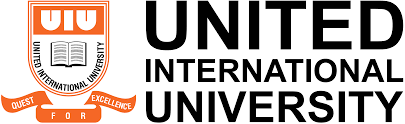 UIU
UNITED INTERNATIONAL UNIVERSITY
QUEST
FOR
EXCELLENCE
UNITED
INTERNATIONAL
UNIVERSITY